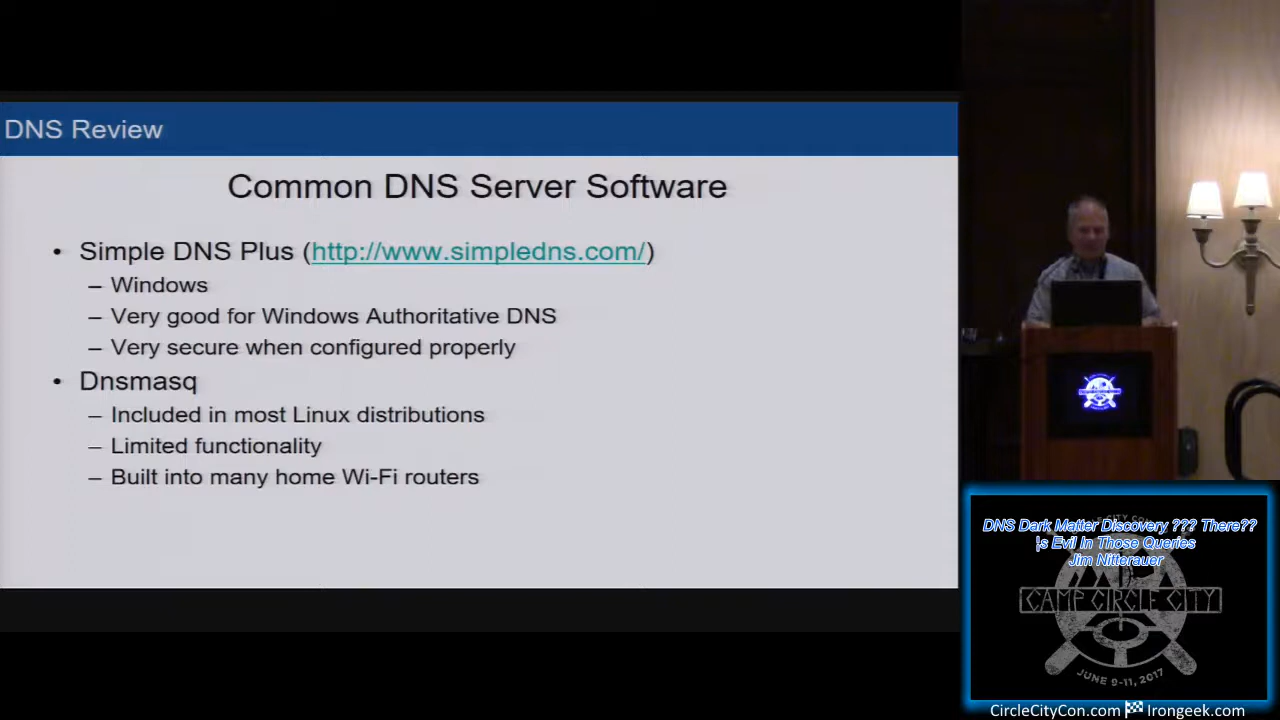 DNS Review
Common DNS Server Software
• Simple DNS Plus (http://www.simpledns.com/)
– Windows
– Very good for Windows Authoritative DNS
– Very secure when configured properly
• Dnsmasq
– Included in most Linux distributions
– Limited functionality
– Built into many home Wi-Fi routers
DNS Dark Matter Discovery ??? There??
s Evil In Those Queries
Jim Nitterauer
CAMP CIRCLE CITY
JUNE 9-11, 2017
CircleCityCon.com Irongeek.com